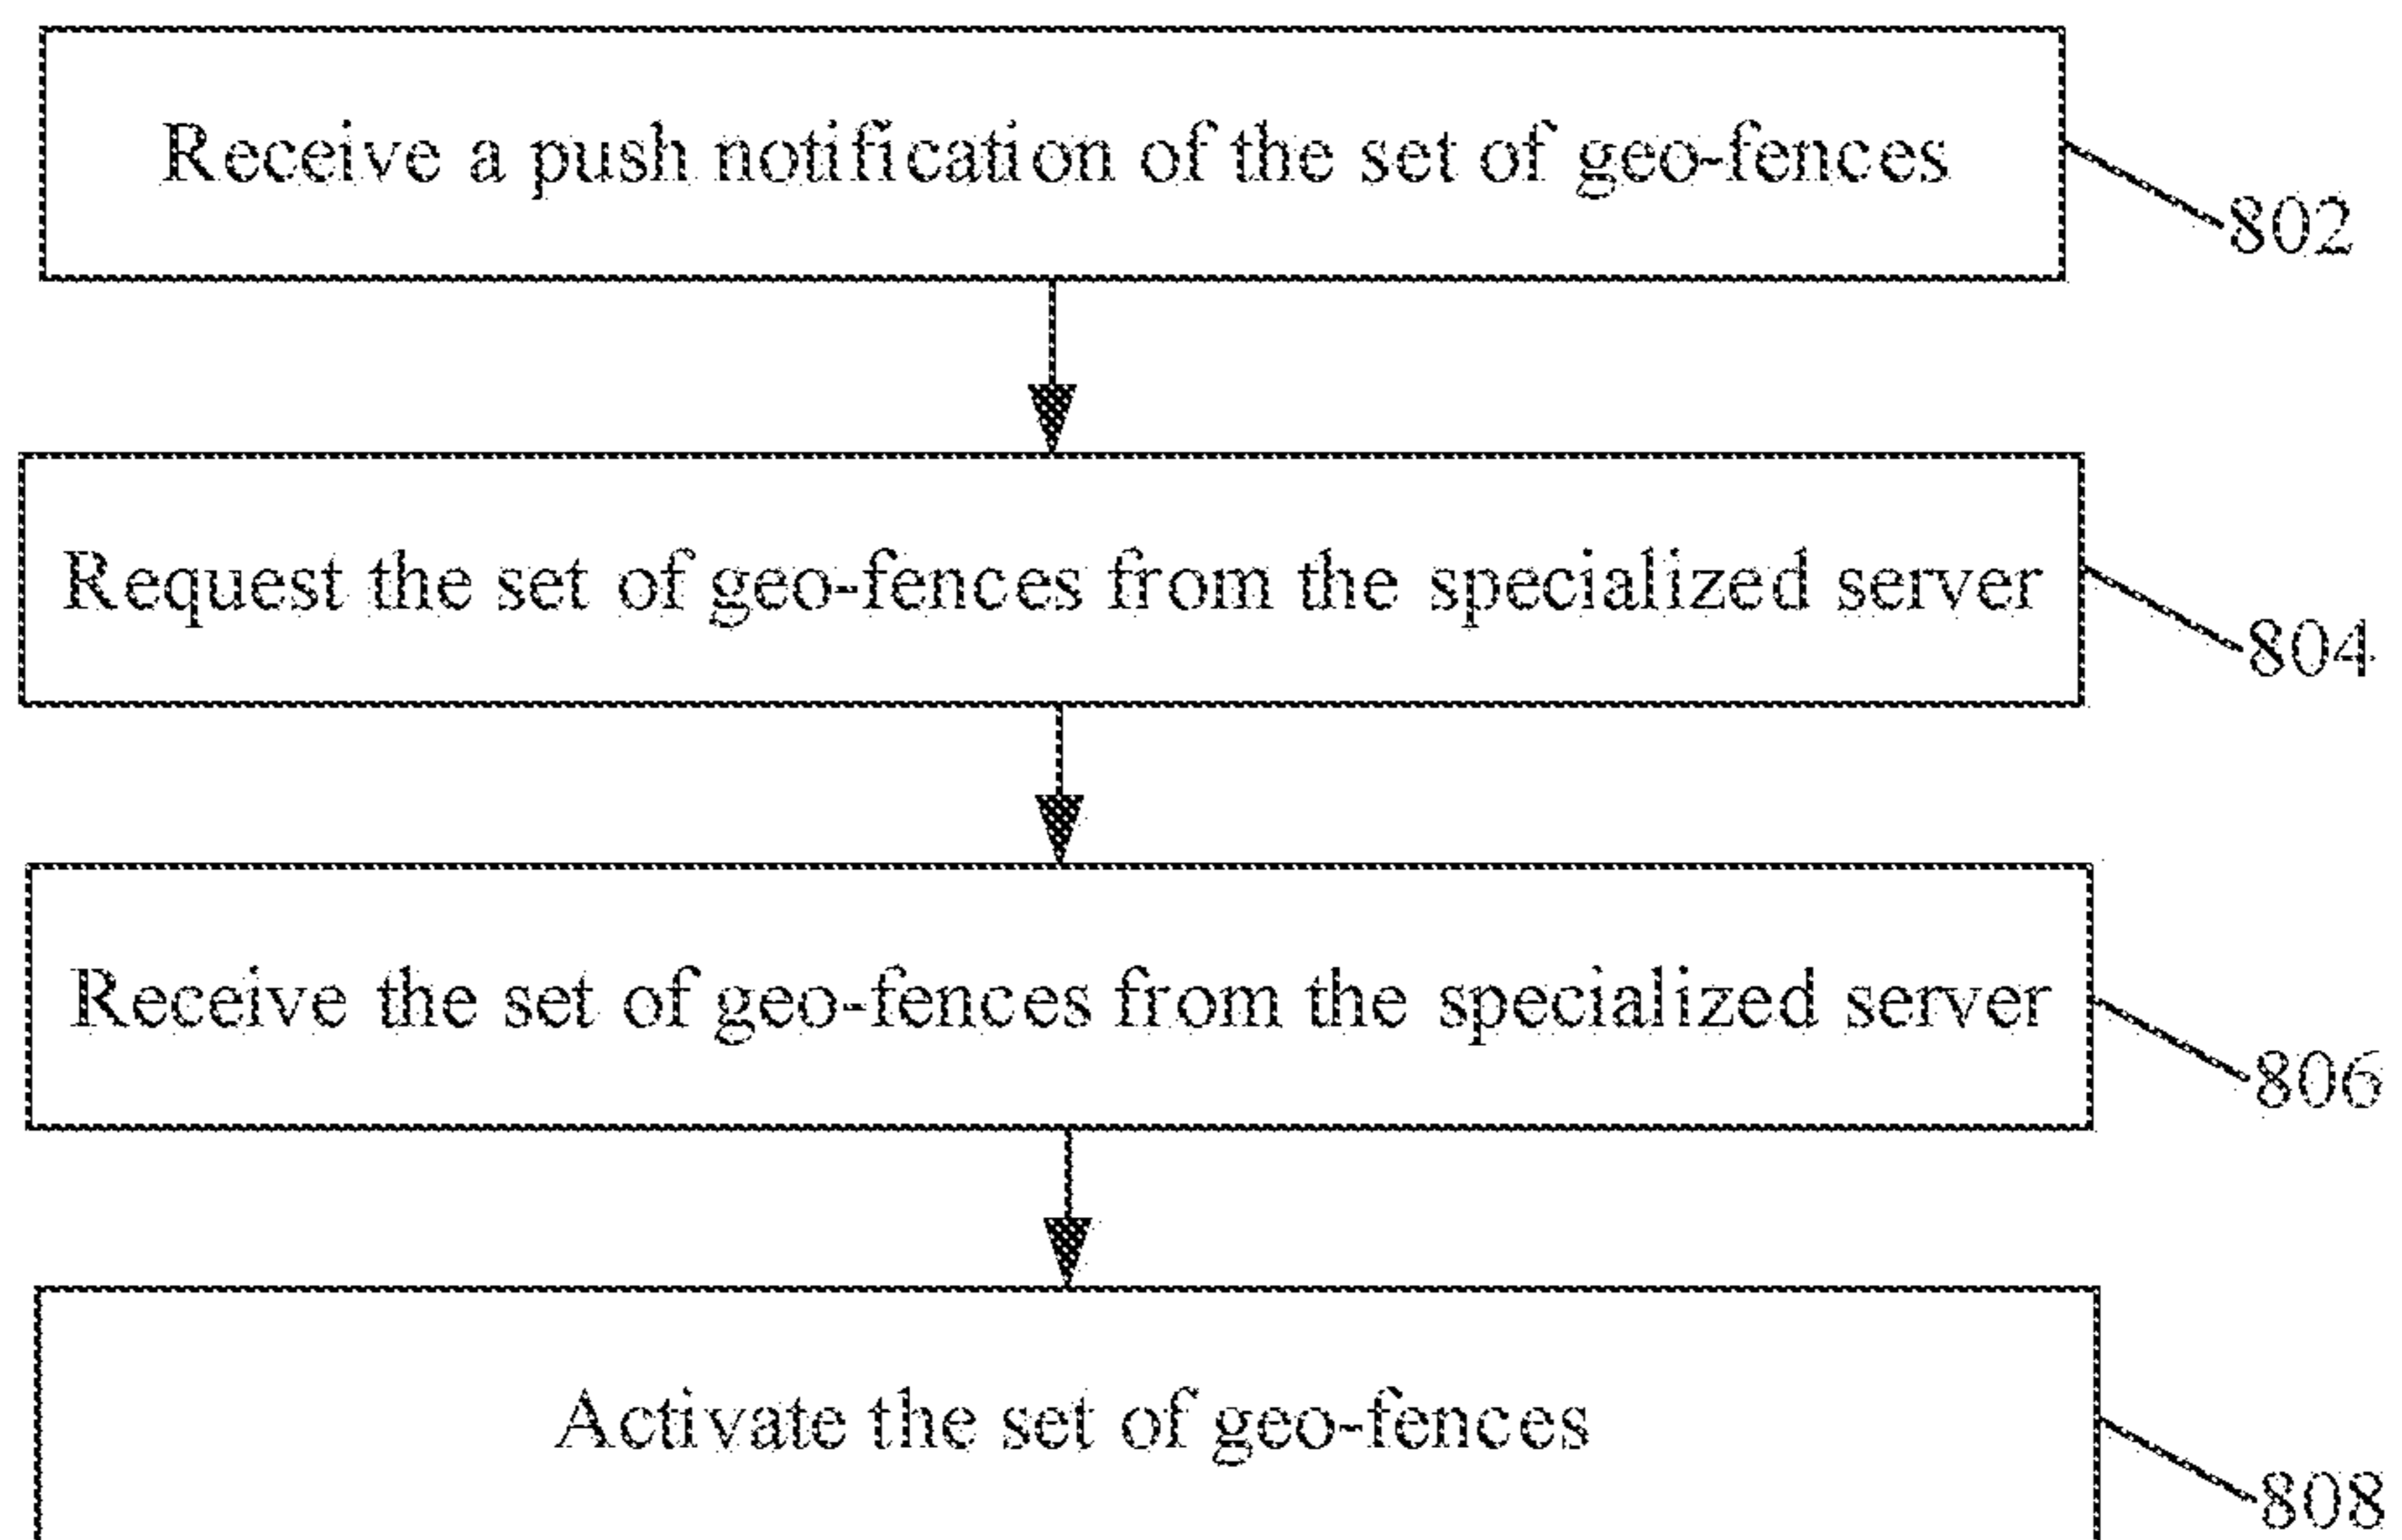 Receive a push notification of the set of geo-fences
802
Request the set of geo-fences from the specialized server
804
Receive the set of geo-fences from the specialized server
806
Activate the set of geo-fences
808